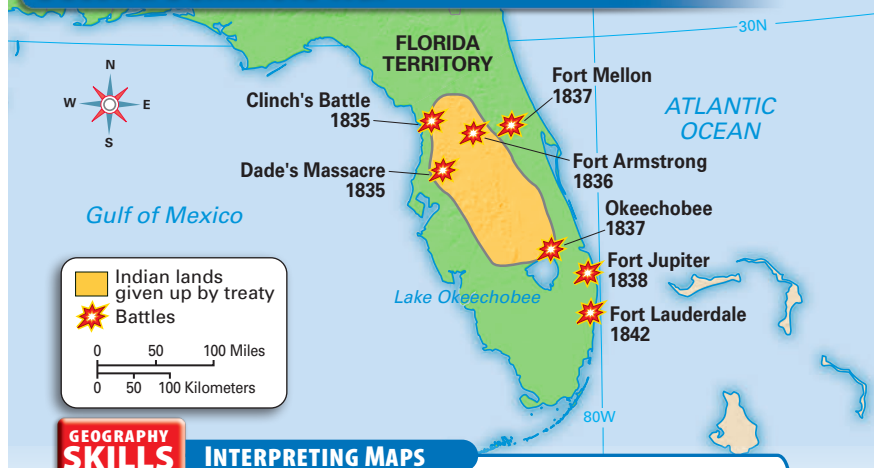 30N
FLORIDA
TERRITORY
N
W
E
S
Clinch's Battle
1835
Fort Mellon
1837
ATLANTIC
OCEAN
Dade's Massacre
1835
Fort Armstrong
1836
Gulf of Mexico
Okeechobee
1837
Fort Jupiter
1838
Lake Okeechobee
Fort Lauderdale
1842
Indian lands
given up by treaty
Battles
0 50 100 Miles
0 50 100 Kilometers
80W
GEOGRAPHY
SKILLS
INTERPRETING MAPS